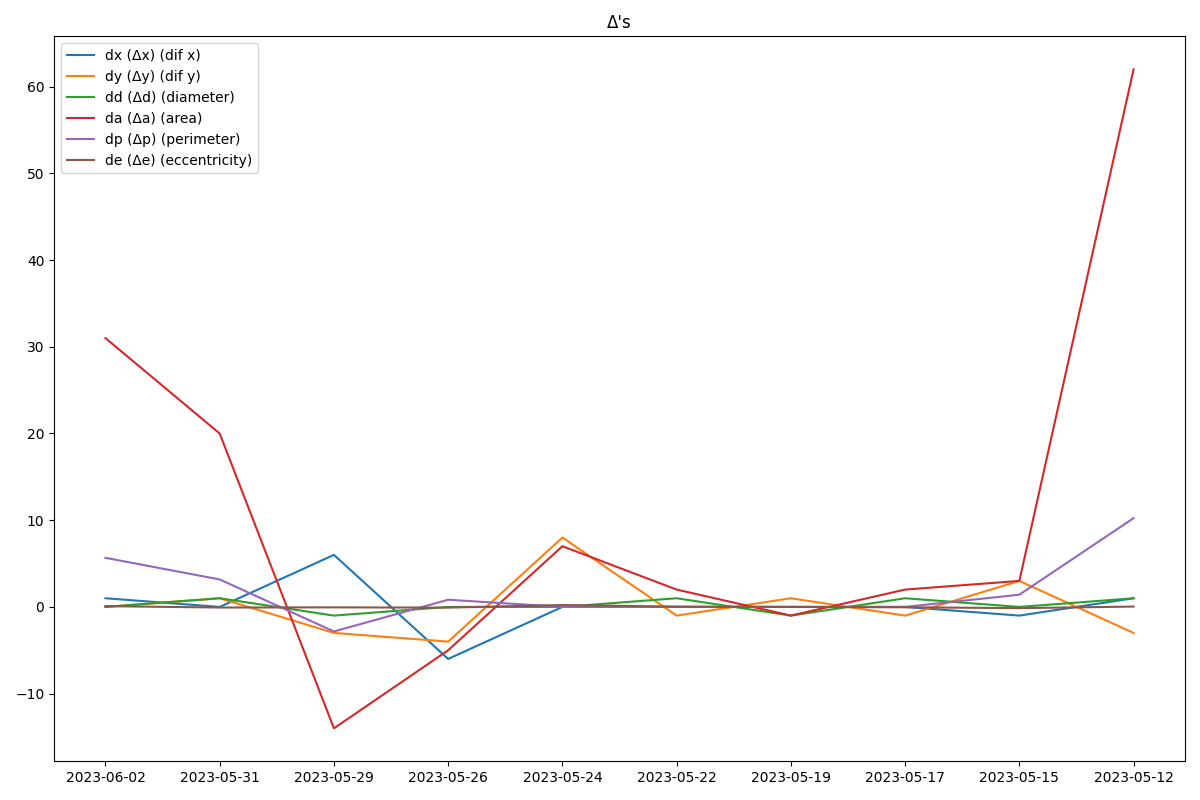 Δ's
dx (Δx) (dif x)
dy (Δy) (dif y)
dd (Δd) (diameter)
da (Δa) (area)
dp (Δp) (perimeter)
de (Δe) (eccentricity)
60
50
40
30
20
10
0
−10
2023-06-02 2023-05-31 2023-05-29 2023-05-26 2023-05-24 2023-05-22 2023-05-19 2023-05-17 2023-05-15 2023-05-12